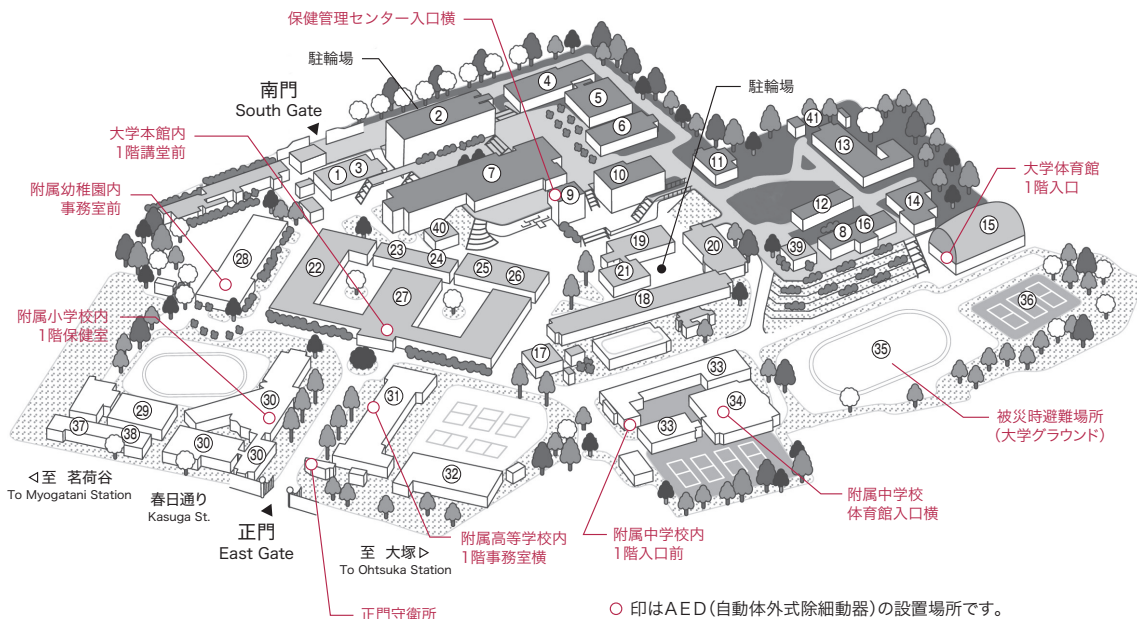 保健管理センター入口横
駐輪場
南門
South Gate
大学本館内
1階講堂前
附属幼稚園内
事務室前
附属小学校内
1階保健室
駐輪場
大学体育館
1階入口
④
②
⑤
⑥
①
③
⑦
⑨
⑩
⑪
㊶
⑬
⑫
⑭
⑮
⑧
⑯
㊴
㊵
㉘
㉒
㉓
㉔
㉕
㉖
㉗
⑲
⑳
㉑
⑱
⑰
㊱
㉟
㉝
㉞
㉝
㉛
㉜
㉙
㉚
㊲
㊳
㉚
㉚
被災時避難場所
(大学グラウンド)
◁至 茗荷谷
To Myogatani Station
春日通り
Kasuga St.
正門
East Gate
至 大塚▷
To Ohtsuka Station
附属高等学校内
1階事務室横
附属中学校内
1階入口前
附属中学校
体育館入口横
正門守衛所
○ 印はAED(自動体外式除細動器)の設置場所です。